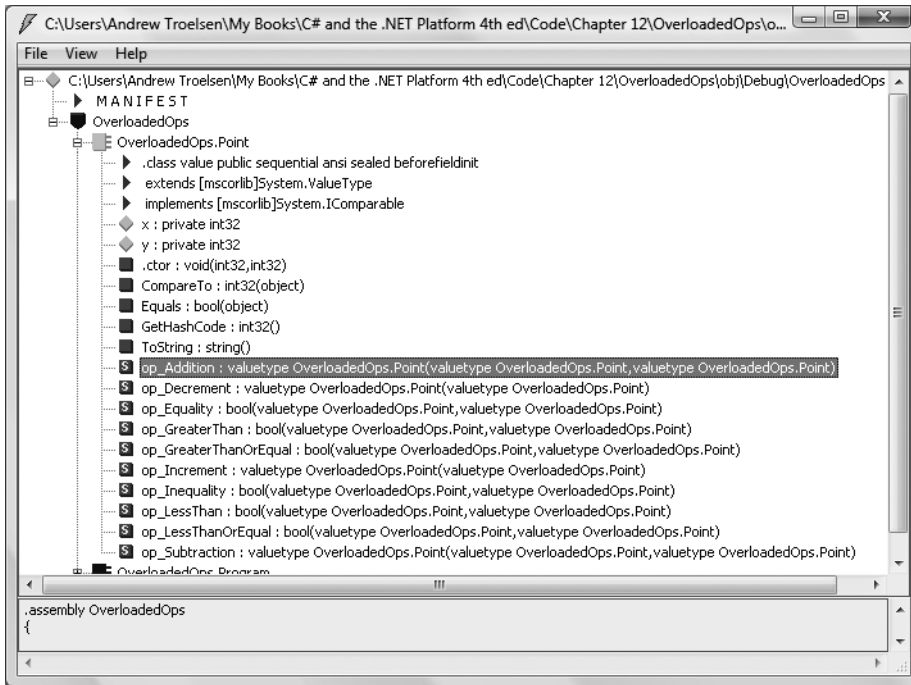 C:\Users\Andrew Troelsen\My Books\C# and the .NET Platform 4th ed\Code\Chapter 12\OverloadedOps\o...
File View Help
C:\Users\Andrew Troelsen\My Books\C# and the .NET Platform 4th ed\Code\Chapter 12\OverloadedOps\obj\Debug\OverloadedOps
MANIFEST
OverloadedOps
OverloadedOps.Point
.class value public sequential ansi sealed beforefieldinit
extends [mscorlib]System.ValueType
implements [mscorlib]System.IComparable
x : private int32
y : private int32
.ctor : void(int32,int32)
CompareTo : int32(object)
Equals : bool(object)
GetHashCode : int32()
ToString : string()
S op_Addition : valuetype OverloadedOps.Point(valuetype OverloadedOps.Point,valuetype OverloadedOps.Point)
S op_Decrement : valuetype OverloadedOps.Point(valuetype OverloadedOps.Point)
S op_Equality : bool(valuetype OverloadedOps.Point,valuetype OverloadedOps.Point)
S op_GreaterThan : bool(valuetype OverloadedOps.Point,valuetype OverloadedOps.Point)
S op_GreaterThanOrEqual : bool(valuetype OverloadedOps.Point,valuetype OverloadedOps.Point)
S op_Increment : valuetype OverloadedOps.Point(valuetype OverloadedOps.Point)
S op_Inequality : bool(valuetype OverloadedOps.Point,valuetype OverloadedOps.Point)
S op_LessThan : bool(valuetype OverloadedOps.Point,valuetype OverloadedOps.Point)
S op_LessThanOrEqual : bool(valuetype OverloadedOps.Point,valuetype OverloadedOps.Point)
S op_Subtraction : valuetype OverloadedOps.Point(valuetype OverloadedOps.Point,valuetype OverloadedOps.Point)
OverloadedOps.Program
.assembly OverloadedOps
{